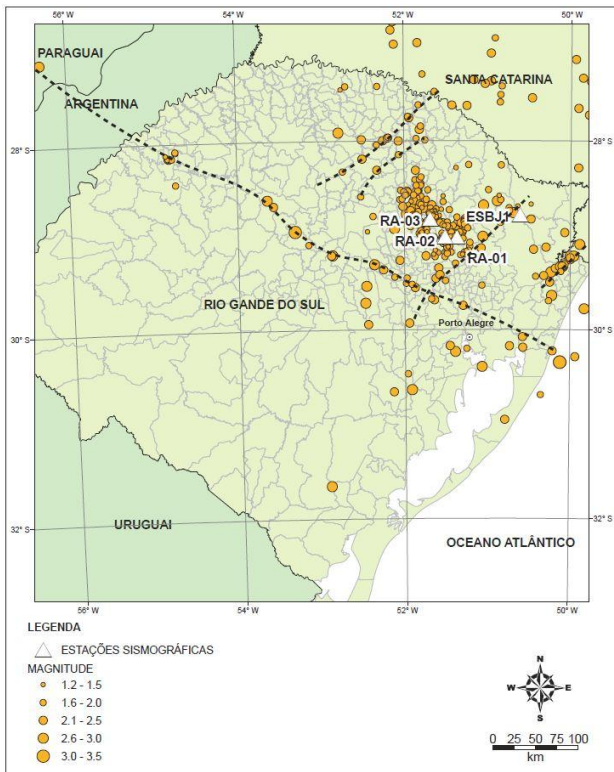 56° W
54° W
52° W
50° W
PARAGUAI
ARGENTINA
SANTA CATARINA
28° S
28° S
RA-03
ESBJ1
RA-02
RA-01
RIO GANDE DO SUL
Porto Alegre
30° S
30° S
32° S
32° S
URUGUAI
OCEANO ATLÂNTICO
56° W
54° W
52° W
50° W
LEGENDA
ESTAÇÕES SISMOGRÁFICAS
MAGNITUDE
1.2 - 1.5
1.6 - 2.0
2.1 - 2.5
2.6 - 3.0
3.0 - 3.5
N
W E
S
0 25 50 75 100
km